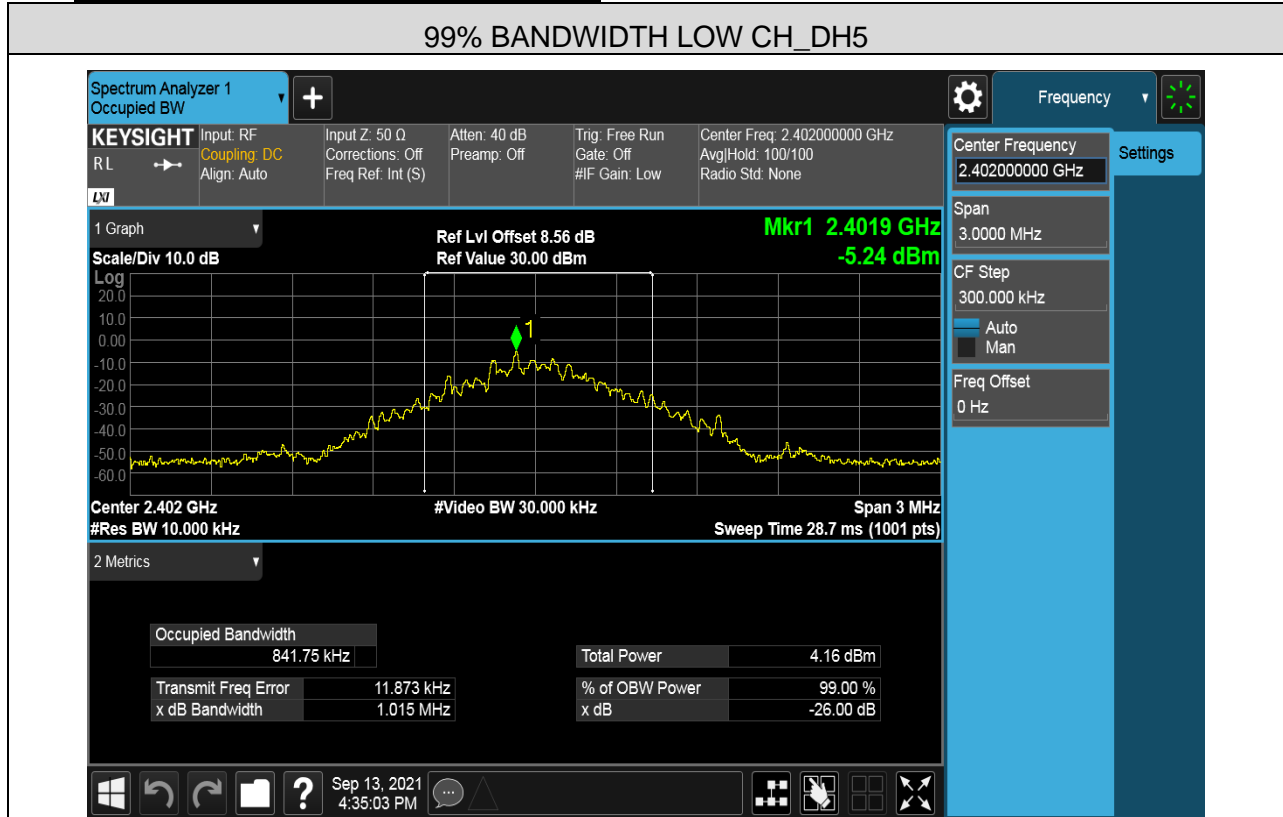 99% BANDWIDTH LOW CH_DH5
Spectrum Analyzer 1
Occupied BW
+
Frequency
KEYSIGHT
R L
LXI
Input: RF
Coupling: DC
Align: Auto
Input Z: 50 Ω
Corrections: Off
Freq Ref: Int (S)
Atten: 40 dB
Preamp: Off
Trig: Free Run
Gate: Off
#IF Gain: Low
Center Freq: 2.402000000 GHz
Avg|Hold: 100/100
Radio Std: None
Center Frequency
2.402000000 GHz
Settings
Span
3.0000 MHz
CF Step
300.000 kHz
Auto
Man
Freq Offset
0 Hz
1 Graph
Scale/Div 10.0 dB
Ref Lvl Offset 8.56 dB
Ref Value 30.00 dBm
Mkr1 2.4019 GHz
-5.24 dBm
Log
20.0
10.0
0.00
-10.0
-20.0
-30.0
-40.0
-50.0
-60.0
1
Center 2.402 GHz
#Res BW 10.000 kHz
#Video BW 30.000 kHz
Span 3 MHz
Sweep Time 28.7 ms (1001 pts)
2 Metrics
Occupied Bandwidth
841.75 kHz
Total Power 4.16 dBm
Transmit Freq Error 11.873 kHz
% of OBW Power 99.00 %
x dB Bandwidth 1.015 MHz
x dB -26.00 dB
?
Sep 13, 2021
4:35:03 PM